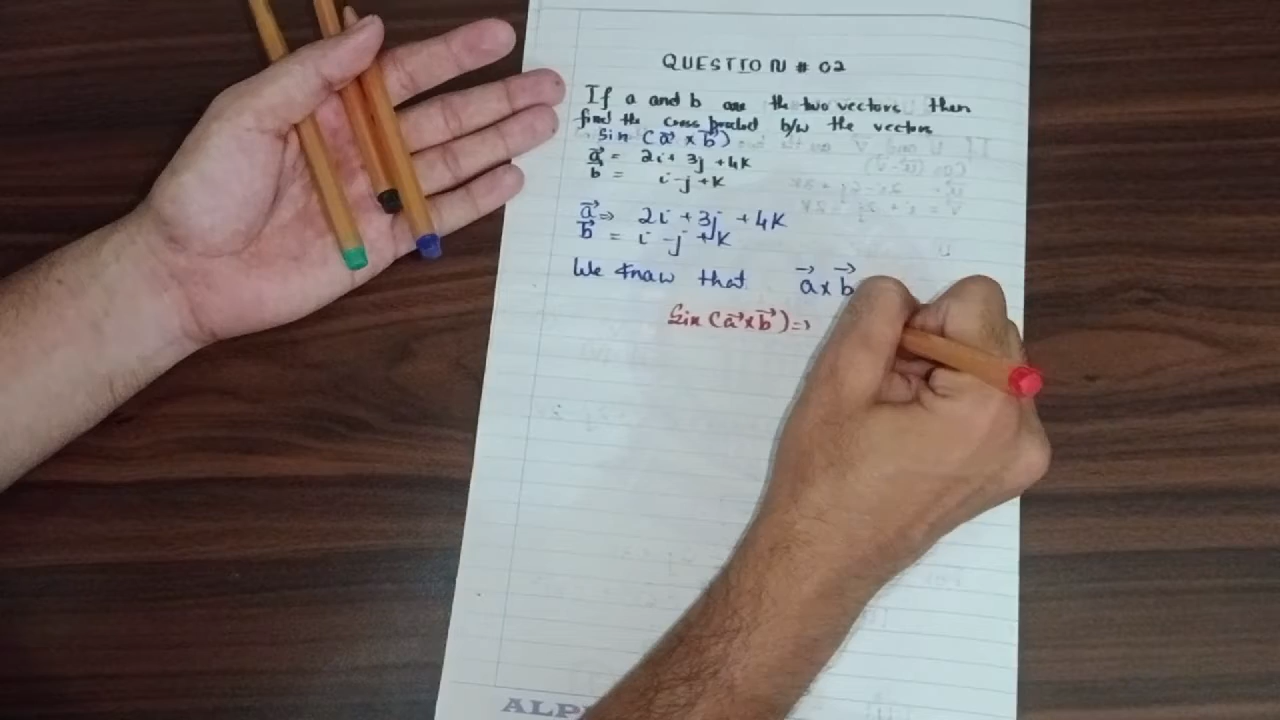 QUESTION # 02
If a and b are the two vectors then
find the cross product b/w the vectors
Sin (a⃗ x b⃗)
a⃗ = 2i + 3j + 4K
b⃗ = i - j + K
a⃗ => 2i + 3j + 4K
b⃗ = i - j + K
We know that a⃗ x b⃗
Sin (a⃗ x b⃗) =>
ALP